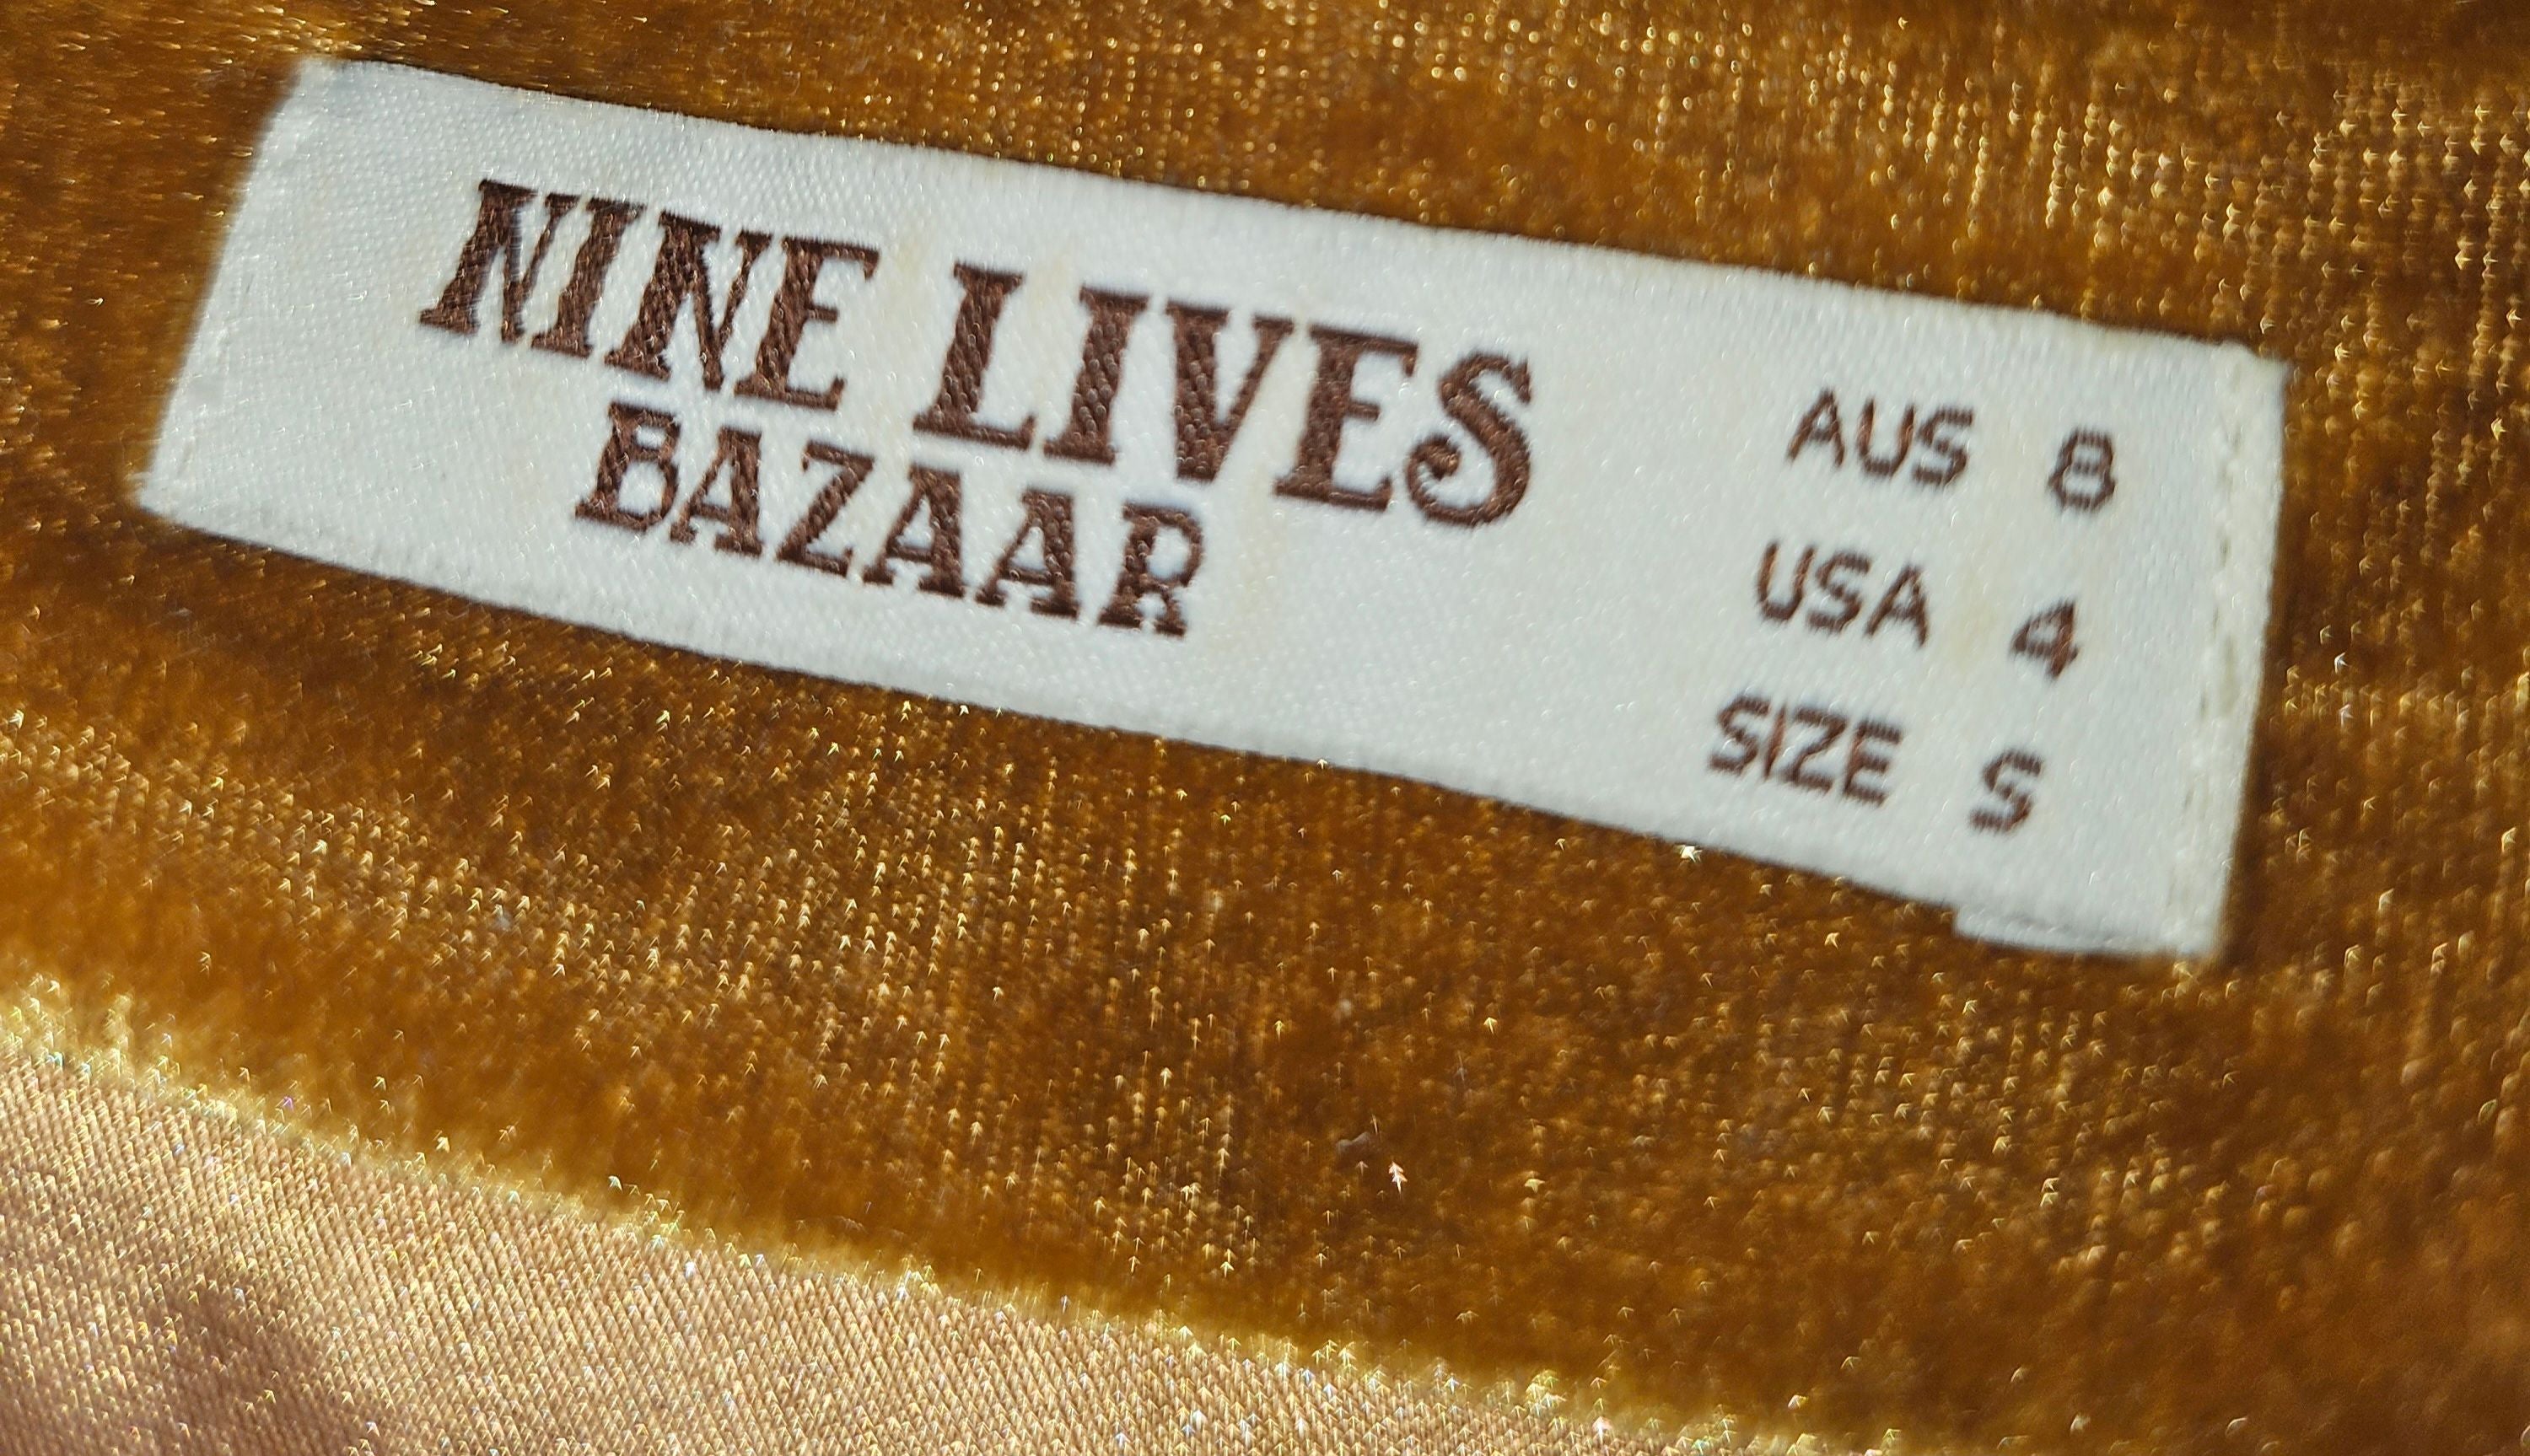 NINE LIVES
BAZAAR
AUS 8
USA 4
SIZE S